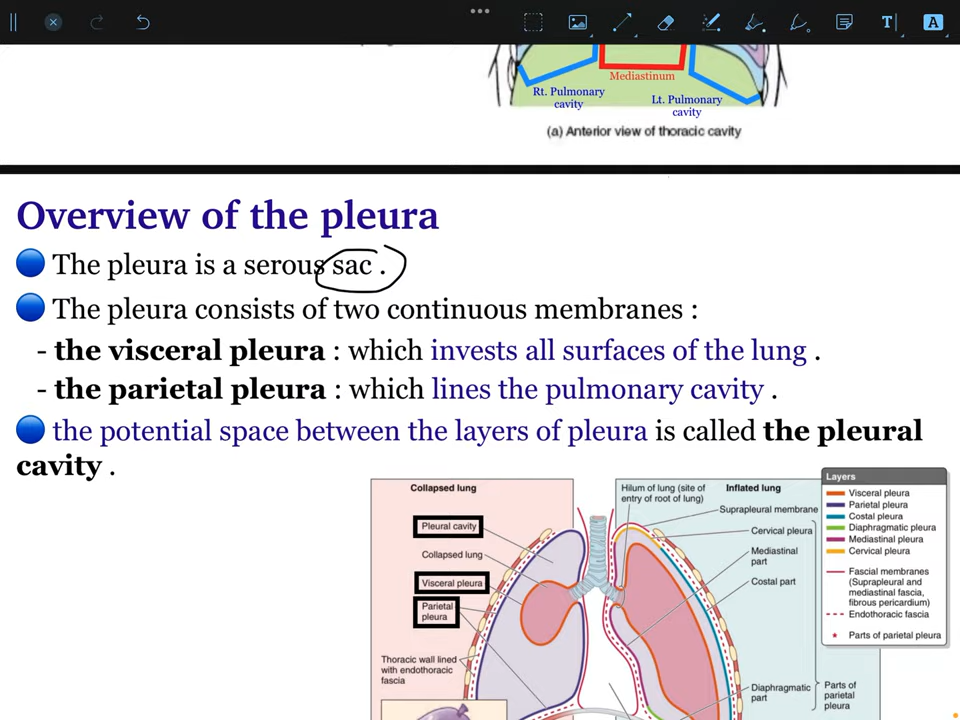 T
A
Mediastinum
Rt. Pulmonary
cavity
Lt. Pulmonary
cavity
(a) Anterior view of thoracic cavity
Overview of the pleura
The pleura is a serous sac .
The pleura consists of two continuous membranes :
- the visceral pleura : which invests all surfaces of the lung .
- the parietal pleura : which lines the pulmonary cavity .
the potential space between the layers of pleura is called the pleural
cavity .
Collapsed lung
Pleural cavity
Collapsed lung
Visceral pleura
Parietal
pleura
Thoracic wall lined
with endothoracic
fascia
Hilum of lung (site of
entry of root of lung)
Inflated lung
Suprapleural membrane
Cervical pleura
Mediastinal
part
Costal part
Diaphragmatic
part
Parts of
parietal
pleura
Layers
Visceral pleura
Parietal pleura
Costal pleura
Diaphragmatic pleura
Mediastinal pleura
Cervical pleura
Fascial membranes
(Suprapleural and
mediastinal fascia,
fibrous pericardium)
Endothoracic fascia
Parts of parietal pleura